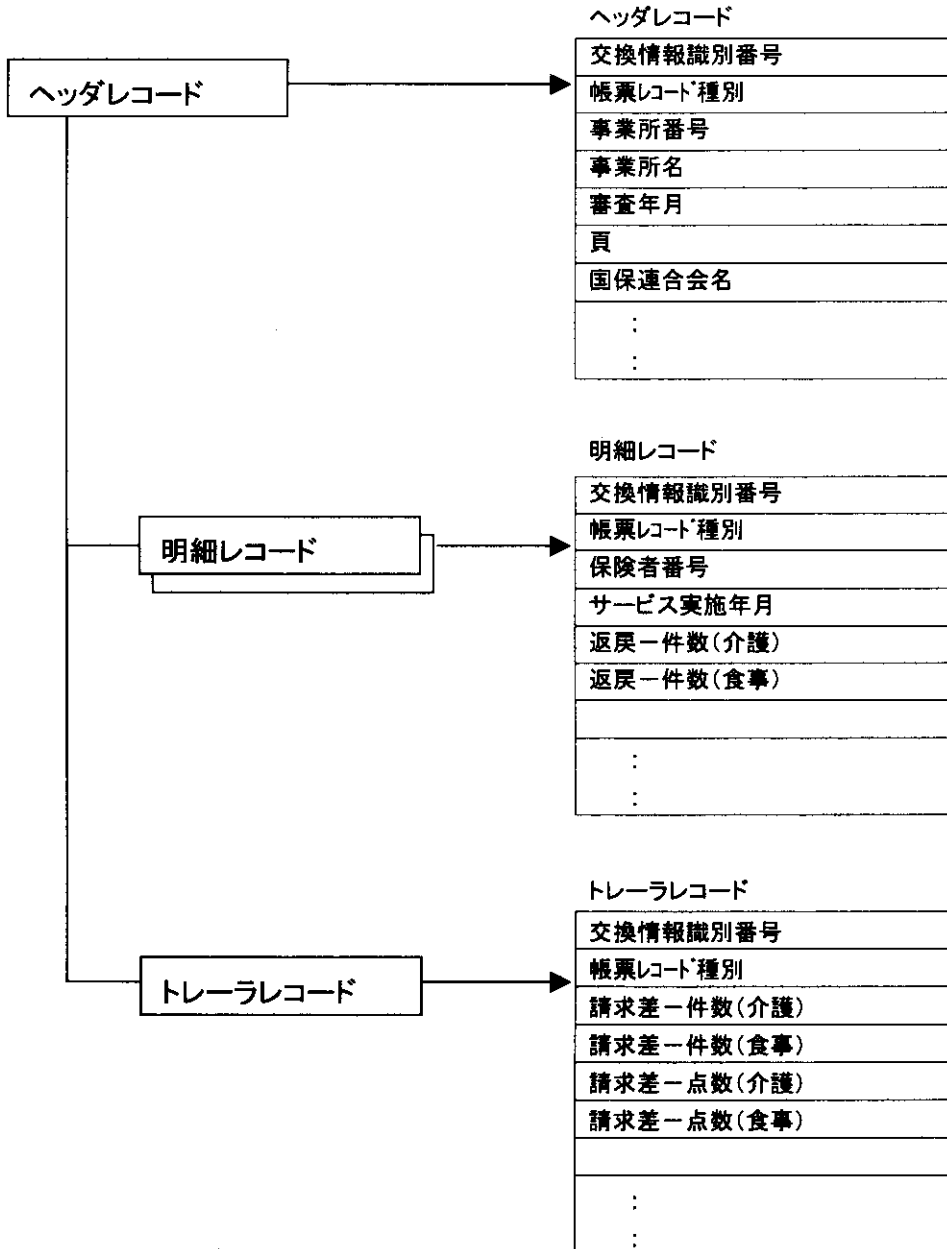 ヘッダレコード
ヘッダレコード
交換情報識別番号
帳票レコード種別
事業所番号
事業所名
審査年月
頁
国保連合会名
:
:
明細レコード
明細レコード
交換情報識別番号
帳票レコード種別
保険者番号
サービス実施年月
返戻ー件数(介護)
返戻ー件数(食事)
:
:
トレーラレコード
トレーラレコード
交換情報識別番号
帳票レコード種別
請求差ー件数(介護)
請求差ー件数(食事)
請求差ー点数(介護)
請求差ー点数(食事)
:
: